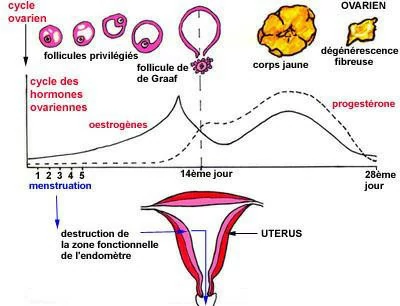 cycle
ovarien
OVARIEN
follicules privilégiés
follicule de
de Graaf
corps jaune
dégénérescence
fibreuse
cycle des
hormones
ovariennes
oestrogènes
progestérone
1 2 3 4 5
menstruation
14ème jour
28ème
jour
destruction de
la zone fonctionnelle
de l'endomètre
UTERUS